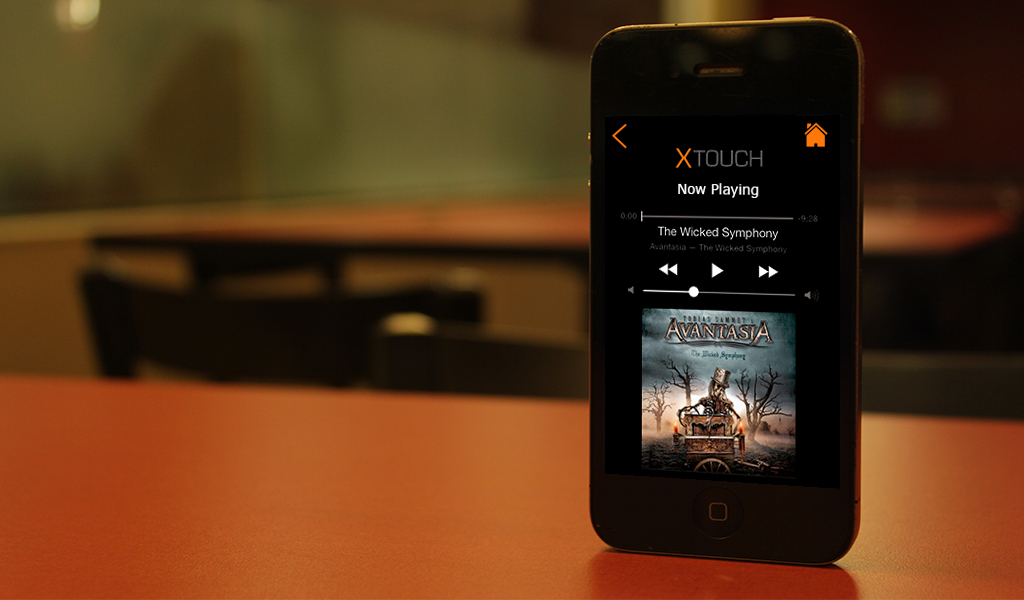 XTOUCH
Now Playing
0:00 -9:28
The Wicked Symphony
Avantasia — The Wicked Symphony
TOBIAS SAMMET'S
AVANTASIA
The Wicked Symphony